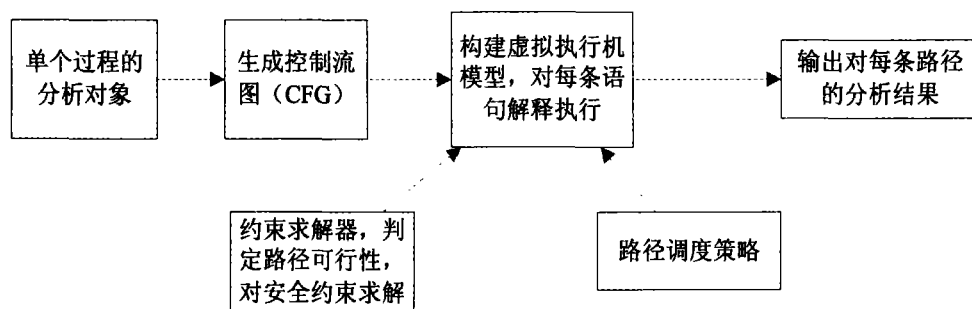 单个过程的
分析对象
生成控制流
图（CFG）
构建虚拟执行机
模型，对每条语
句解释执行
输出对每条路径
的分析结果
约束求解器，判
定路径可行性，
对安全约束求解
路径调度策略